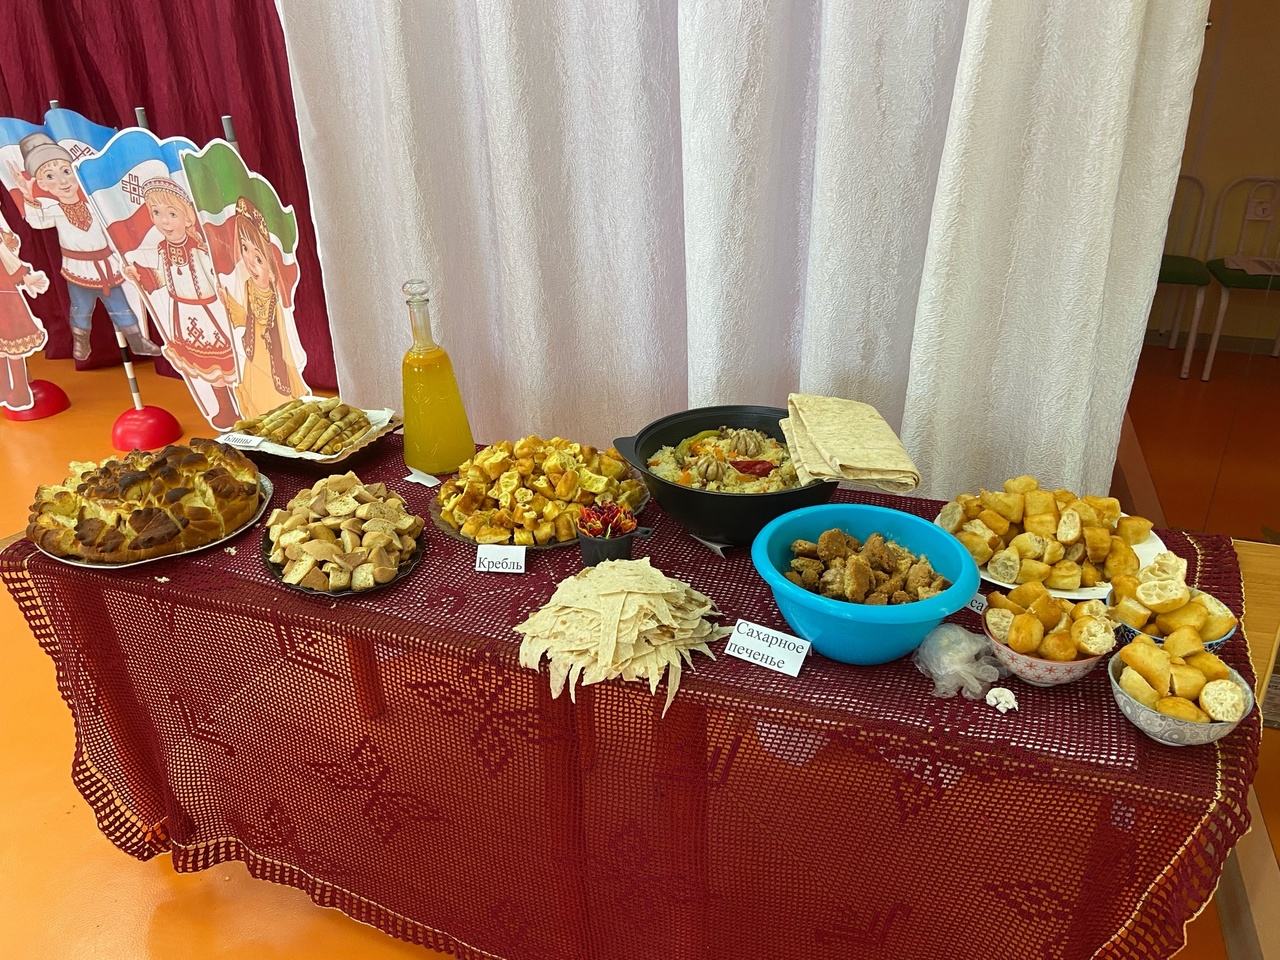 Блины
Кребль
Сахарное
печенье